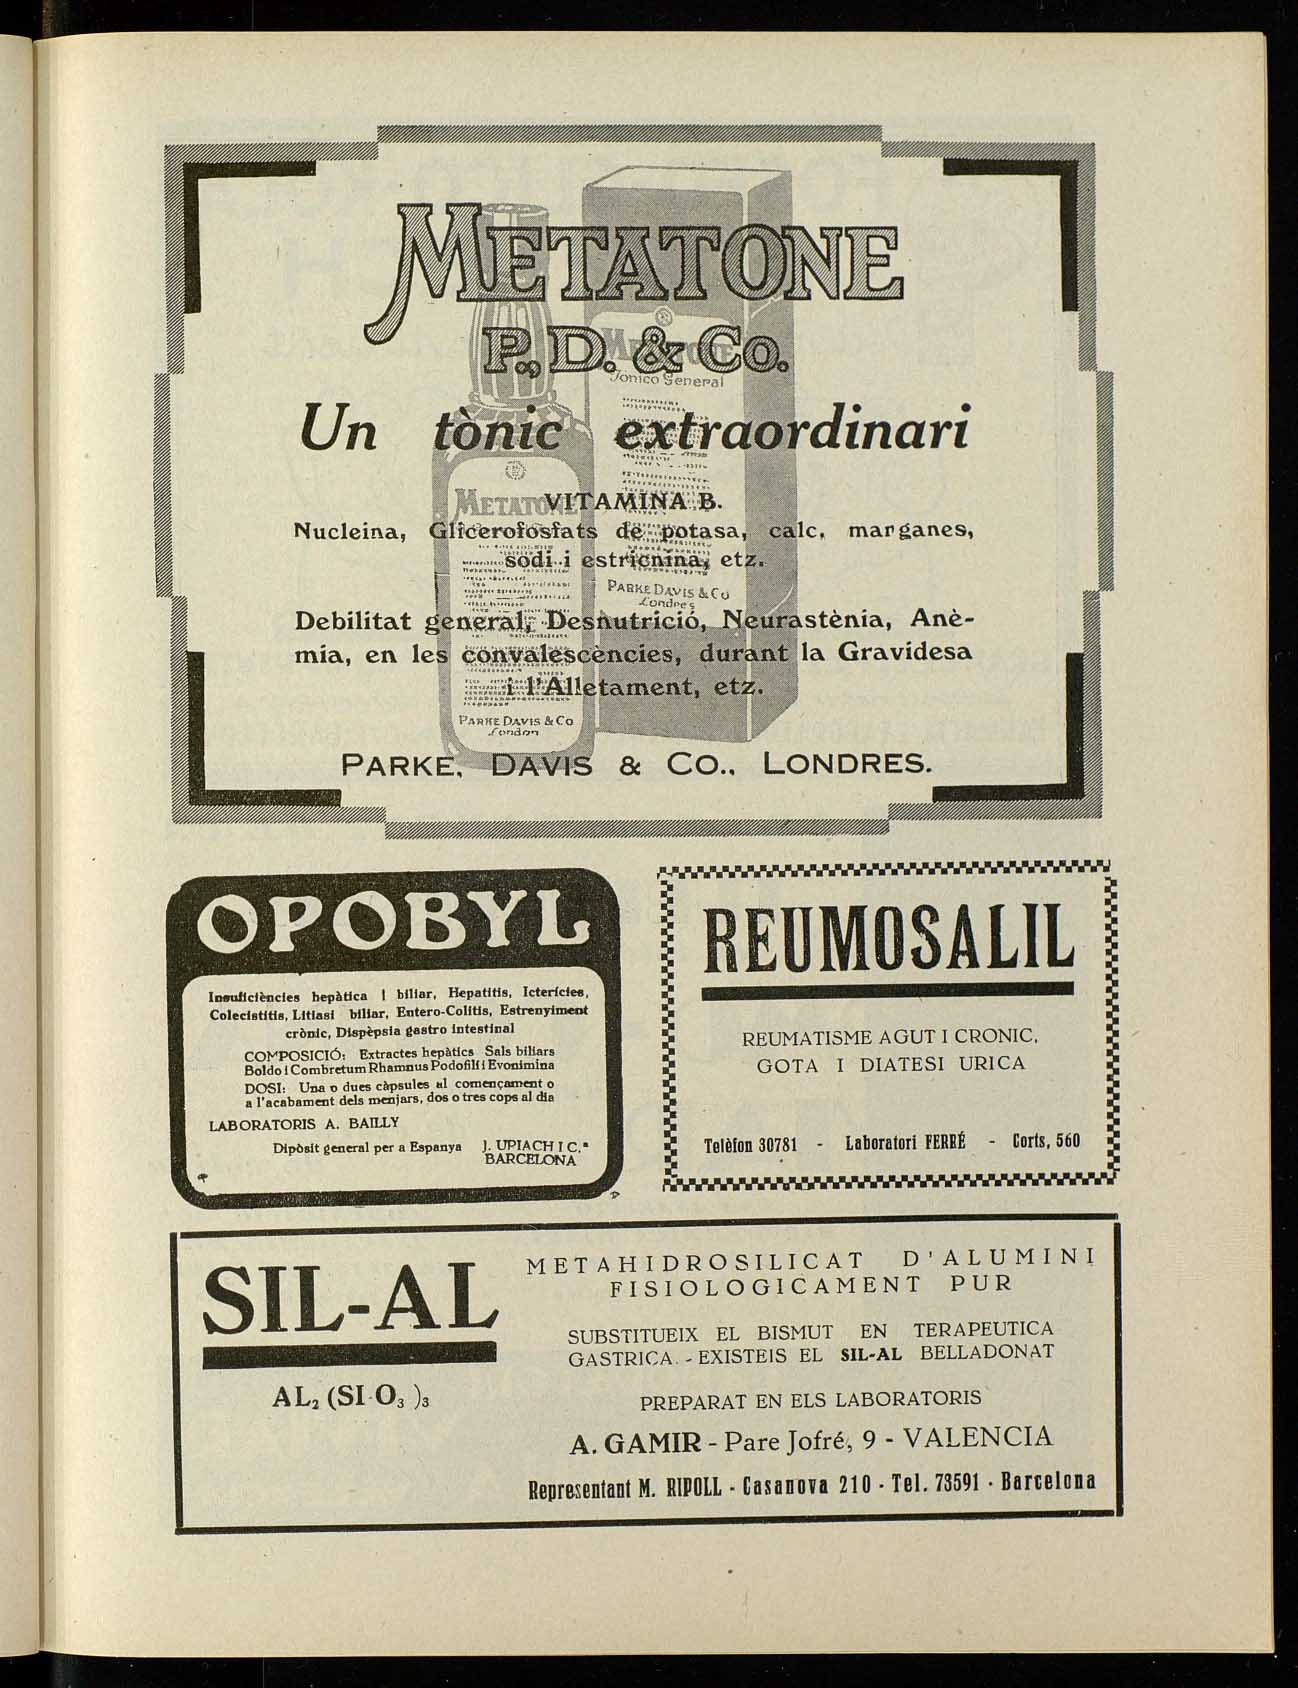 METATONE
P., D. & Co.
Tónico General
Un tònic extraordinari
VITAMINA B.
Nucleina, Glicerofosfats de potasa, calc, marganes,
sodi i estricnina, etz.
METATONE
PARKE DAVIS & Co
Londres
Debilitat general, Desnutrició, Neurastènia, Anè-
mia, en les convalescències, durant la Gravidesa
i l'Alletament, etz.
PARKE DAVIS & Co
London
PARKE, DAVIS & CO., LONDRES.
OPOBYL
Insuficiències hepàtica i biliar, Hepatitis, Icterícies,
Colecistitis, Litiasi biliar, Entero-Colitis, Estrenyiment
crònic, Dispèpsia gastro intestinal
COMPOSICIÓ: Extractes hepàtics Sals biliars
Boldo i Combretum Rhamnus Podofili i Evonimina
DOSI: Una o dues càpsules al començament o
a l'acabament dels menjars, dos o tres cops al dia
LABORATORIS A. BAILLY
Dipòsit general per a Espanya J. UPIACH I C.ª
BARCELONA
REUMOSALIL
REUMATISME AGUT I CRONIC,
GOTA I DIATESI URICA
Telèfon 30781 - Laboratori FERRÉ - Corts, 560
SIL-AL
AL₂ (SI O₃ )₃
METAHIDROSILICAT D'ALUMINI
FISIOLOGICAMENT PUR
SUBSTITUEIX EL BISMUT EN TERAPEUTICA
GASTRICA. - EXISTEIS EL SIL-AL BELLADONAT
PREPARAT EN ELS LABORATORIS
A. GAMIR - Pare Jofré, 9 - VALENCIA
Representant M. RIPOLL - Casanova 210 - Tel. 73591 - Barcelona